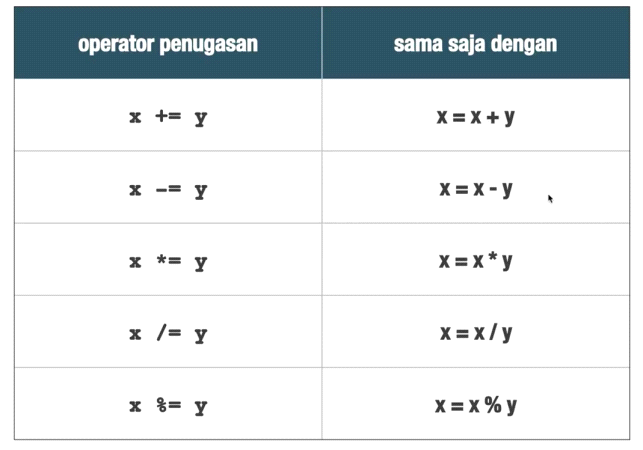 operator penugasan sama saja dengan
x += y x = x + y
x -= y x = x - y
x *= y x = x * y
x /= y x = x / y
x %= y x = x % y